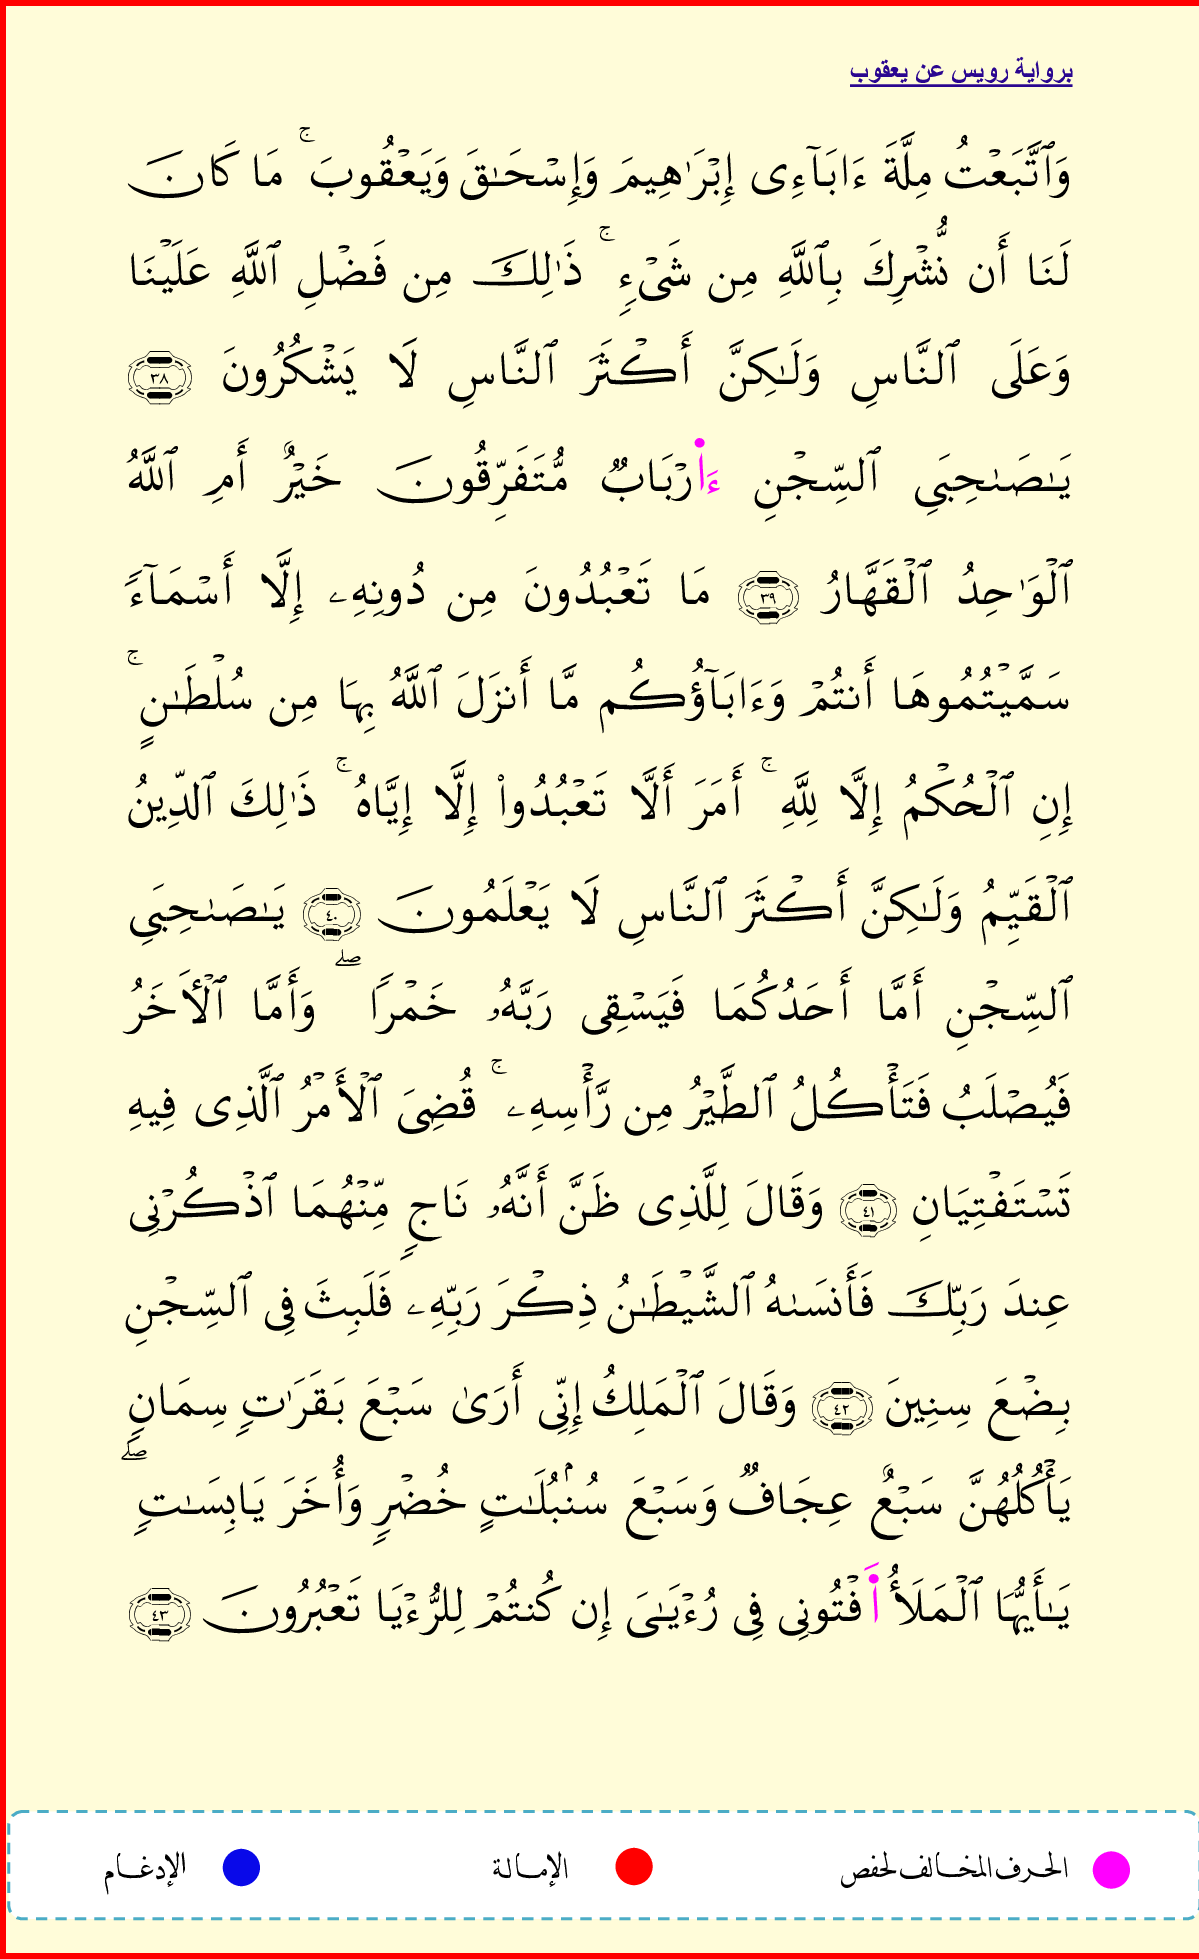 برواية رويس عن يعقوب
وَٱتَّبَعۡتُ مِلَّةَ ءَابَآءِی إِبۡرَٰهِيمَ وَإِسۡحَٰقَ وَيَعۡقُوبَۚ مَا كَانَ
لَنَا أَن نُّشۡرِكَ بِٱللَّهِ مِن شَیۡءٖۚ ذَٰلِكَ مِن فَضۡلِ ٱللَّهِ عَلَيۡنَا
وَعَلَى ٱلنَّاسِ وَلَٰكِنَّ أَكۡثَرَ ٱلنَّاسِ لَا يَشۡكُرُونَ ٣٨
يَٰصَٰحِبَیِ ٱلسِّجۡنِ ءَا۬رۡبَابٞ مُّتَفَرِّقُونَ خَيۡرٌ أَمِ ٱللَّهُ
ٱلۡوَٰحِدُ ٱلۡقَهَّارُ ٣٩ مَا تَعۡبُدُونَ مِن دُونِهِۦ إِلَّا أَسۡمَآءٗ
سَمَّيۡتُمُوهَا أَنتُمۡ وَءَابَآؤُكُم مَّا أَنزَلَ ٱللَّهُ بِهَا مِن سُلۡطَٰنٍۚ
إِنِ ٱلۡحُكۡمُ إِلَّا لِلَّهِۚ أَمَرَ أَلَّا تَعۡبُدُواْ إِلَّا إِيَّاهُۚ ذَٰلِكَ ٱلدِّينُ
ٱلۡقَيِّمُ وَلَٰكِنَّ أَكۡثَرَ ٱلنَّاسِ لَا يَعۡلَمُونَ ٤٠ يَٰصَٰحِبَیِ
ٱلسِّجۡنِ أَمَّا أَحَدُكُمَا فَيَسۡقِی رَبَّهُۥ خَمۡرٗاۖ وَأَمَّا ٱلۡأٓخَرُ
فَيُصۡلَبُ فَتَأۡكُلُ ٱلطَّيۡرُ مِن رَّأۡسِهِۦۚ قُضِیَ ٱلۡأَمۡرُ ٱلَّذِی فِيهِ
تَسۡتَفۡتِيَانِ ٤١ وَقَالَ لِلَّذِی ظَنَّ أَنَّهُۥ نَاجٖ مِّنۡهُمَا ٱذۡكُرۡنِی
عِندَ رَبِّكَ فَأَنسَىٰهُ ٱلشَّيۡطَٰنُ ذِكۡرَ رَبِّهِۦ فَلَبِثَ فِی ٱلسِّجۡنِ
بِضۡعَ سِنِينَ ٤٢ وَقَالَ ٱلۡمَلِكُ إِنِّی أَرَىٰ سَبۡعَ بَقَرَٰتٖ سِمَانٖ
يَأۡكُلُهُنَّ سَبۡعٌ عِجَافٞ وَسَبۡعَ سُنۢبُلَٰتٍ خُضۡرٖ وَأُخَرَ يَابِسَٰتٖۖ
يَٰأَيُّهَا ٱلۡمَلَأُ ا۬فۡتُونِی فِی رُءۡيَٰیَ إِن كُنتُمۡ لِلرُّءۡيَا تَعۡبُرُونَ ٤٣
الحرف المخالف لحفص
الإمالة
الإدغام